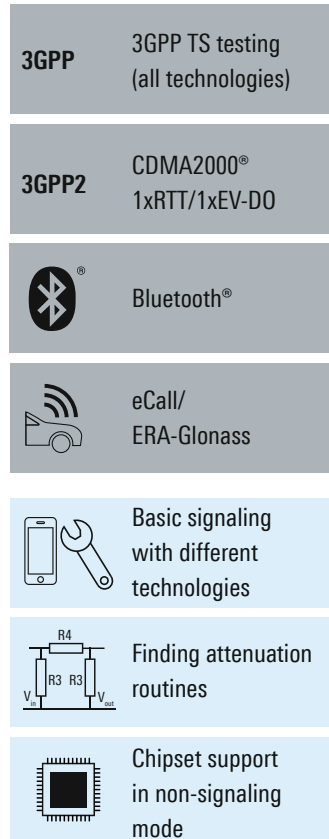 3GPP
3GPP TS testing
(all technologies)
3GPP2
CDMA2000®
1xRTT/1xEV-DO
®
Bluetooth®
eCall/
ERA-Glonass
Basic signaling
with different
technologies
R4
R3 R3
Vin Vout
Finding attenuation
routines
Chipset support
in non-signaling
mode